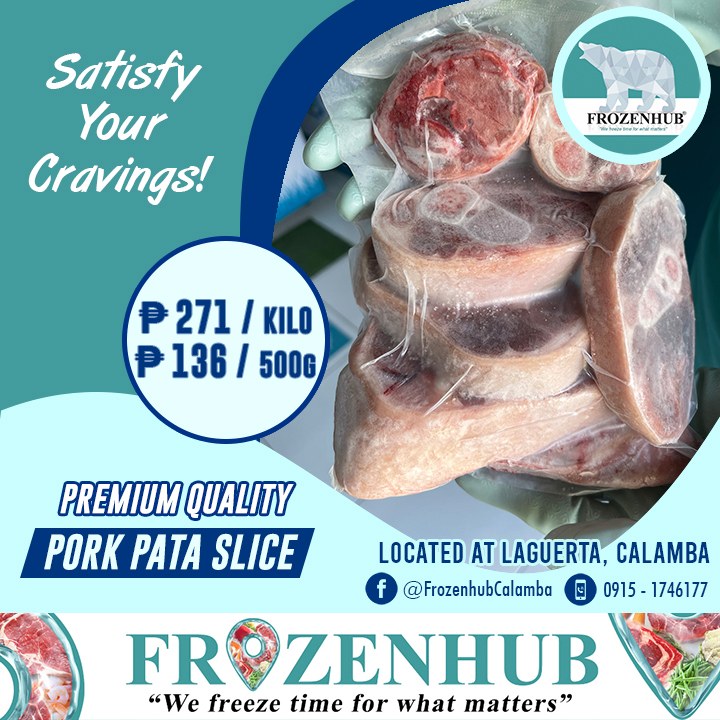 Satisfy
Your
Cravings!
FROZENHUB
"We freeze time for what matters"
₱ 271 / KILO
₱ 136 / 500G
PREMIUM QUALITY
PORK PATA SLICE
LOCATED AT LAGUERTA, CALAMBA
@FrozenhubCalamba 0915 - 1746177
FROZENHUB
"We freeze time for what matters"